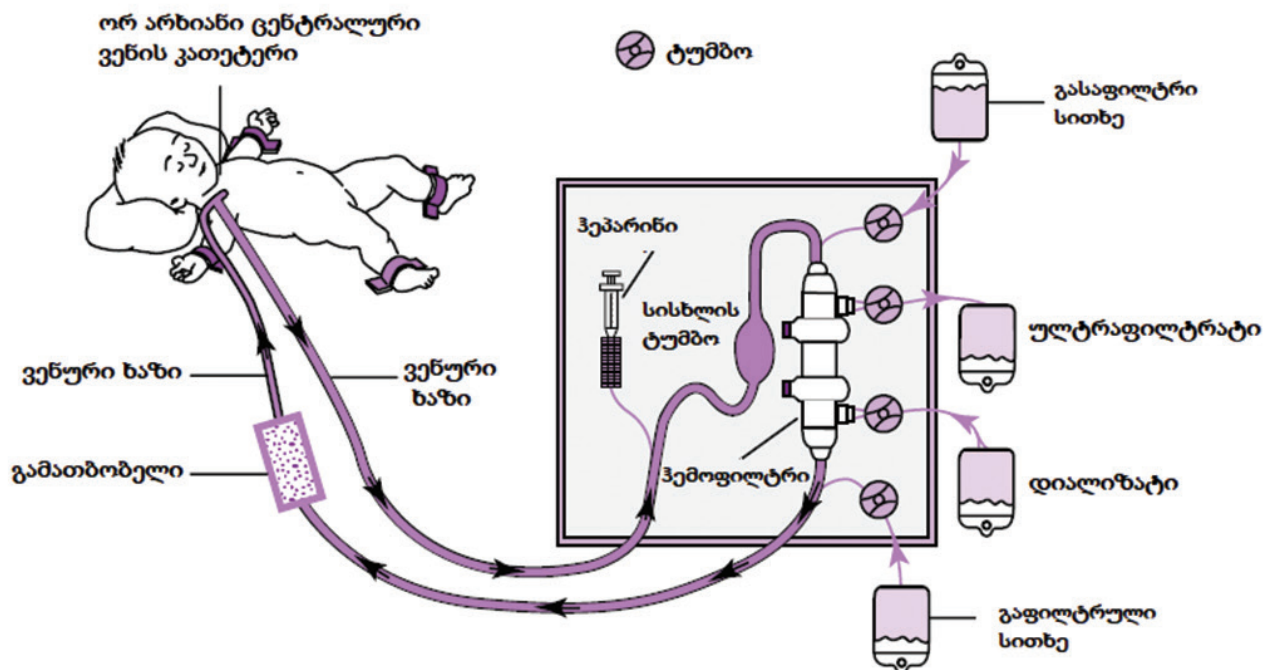 ორ არხიანი ცენტრალური
ვენის კათეტერი
ტუმბო
გასაფილტრი
სითხე
ჰეპარინი
სისხლის
ტუმბო
ულტრაფილტრატი
ვენური ხაზი
ვენური
ხაზი
გამათბობელი
ჰემოფილტრი
დიალიზატი
გაფილტრული
სითხე